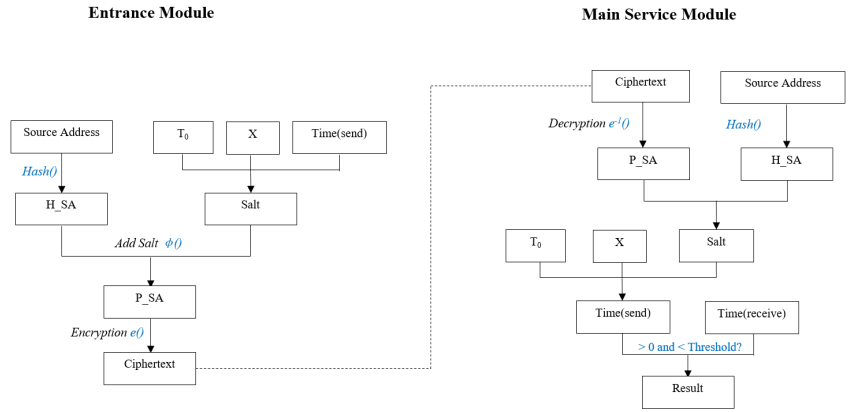 Entrance Module
Source Address
T0
X
Time(send)
Hash()
H_SA
Salt
Add Salt ϕ()
P_SA
Encryption e()
Ciphertext
Main Service Module
Ciphertext
Source Address
Decryption e⁻¹()
Hash()
P_SA
H_SA
T0
X
Salt
Time(send)
Time(receive)
> 0 and < Threshold?
Result